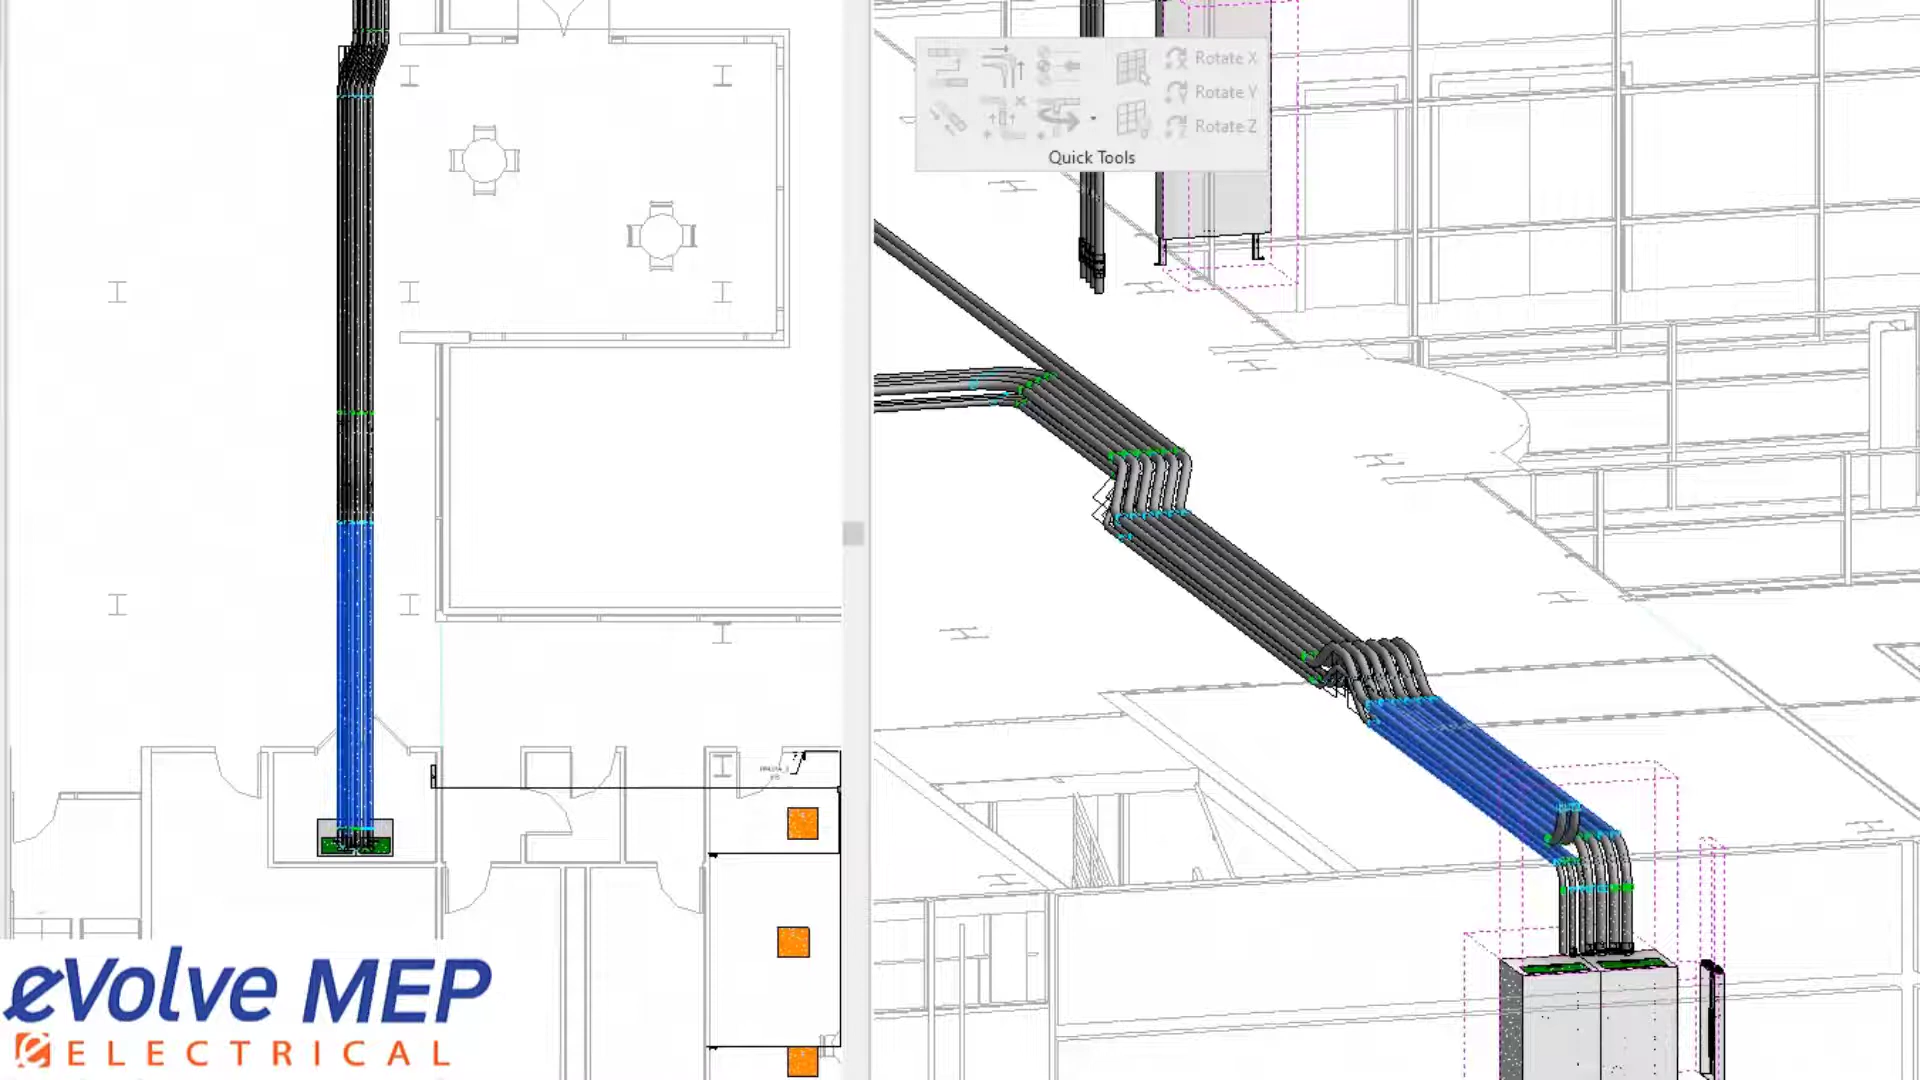 Rotate X
Rotate Y
Rotate Z
Quick Tools
eVolve MEP
ELECTRICAL